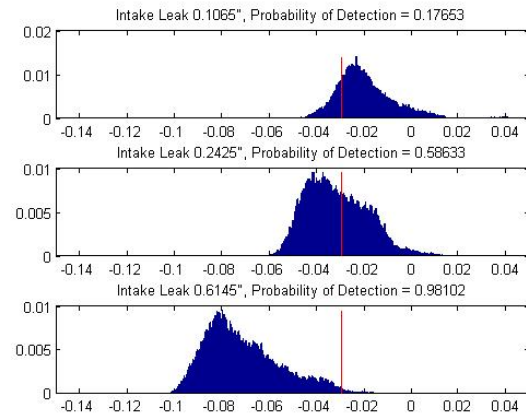 Intake Leak 0.1065", Probability of Detection = 0.17653
0.02
0.01
0
-0.14 -0.12 -0.1 -0.08 -0.06 -0.04 -0.02 0 0.02 0.04
Intake Leak 0.2425", Probability of Detection = 0.58633
0.01
0.005
0
-0.14 -0.12 -0.1 -0.08 -0.06 -0.04 -0.02 0 0.02 0.04
Intake Leak 0.6145", Probability of Detection = 0.98102
0.01
0.005
0
-0.14 -0.12 -0.1 -0.08 -0.06 -0.04 -0.02 0 0.02 0.04